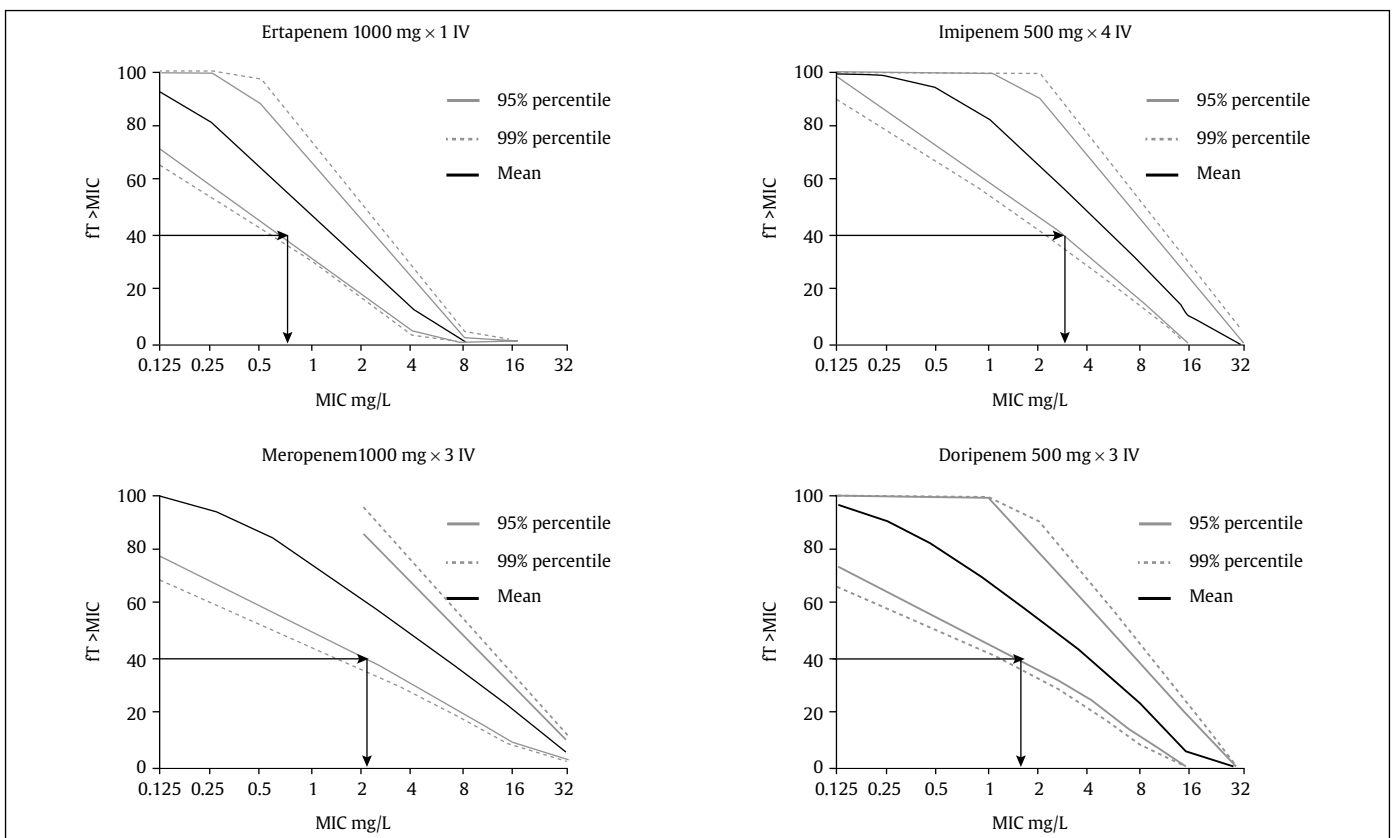 Ertapenem 1000 mg × 1 IV
100
80
60
40
20
0
fT >MIC
0.125 0.25 0.5 1 2 4 8 16 32
MIC mg/L
95% percentile
99% percentile
Mean
Imipenem 500 mg × 4 IV
100
80
60
40
20
0
fT >MIC
0.125 0.25 0.5 1 2 4 8 16 32
MIC mg/L
95% percentile
99% percentile
Mean
Meropenem1000 mg × 3 IV
100
80
60
40
20
0
fT >MIC
0.125 0.25 0.5 1 2 4 8 16 32
MIC mg/L
95% percentile
99% percentile
Mean
Doripenem 500 mg × 3 IV
100
80
60
40
20
0
fT >MIC
0.125 0.25 0.5 1 2 4 8 16 32
MIC mg/L
95% percentile
99% percentile
Mean